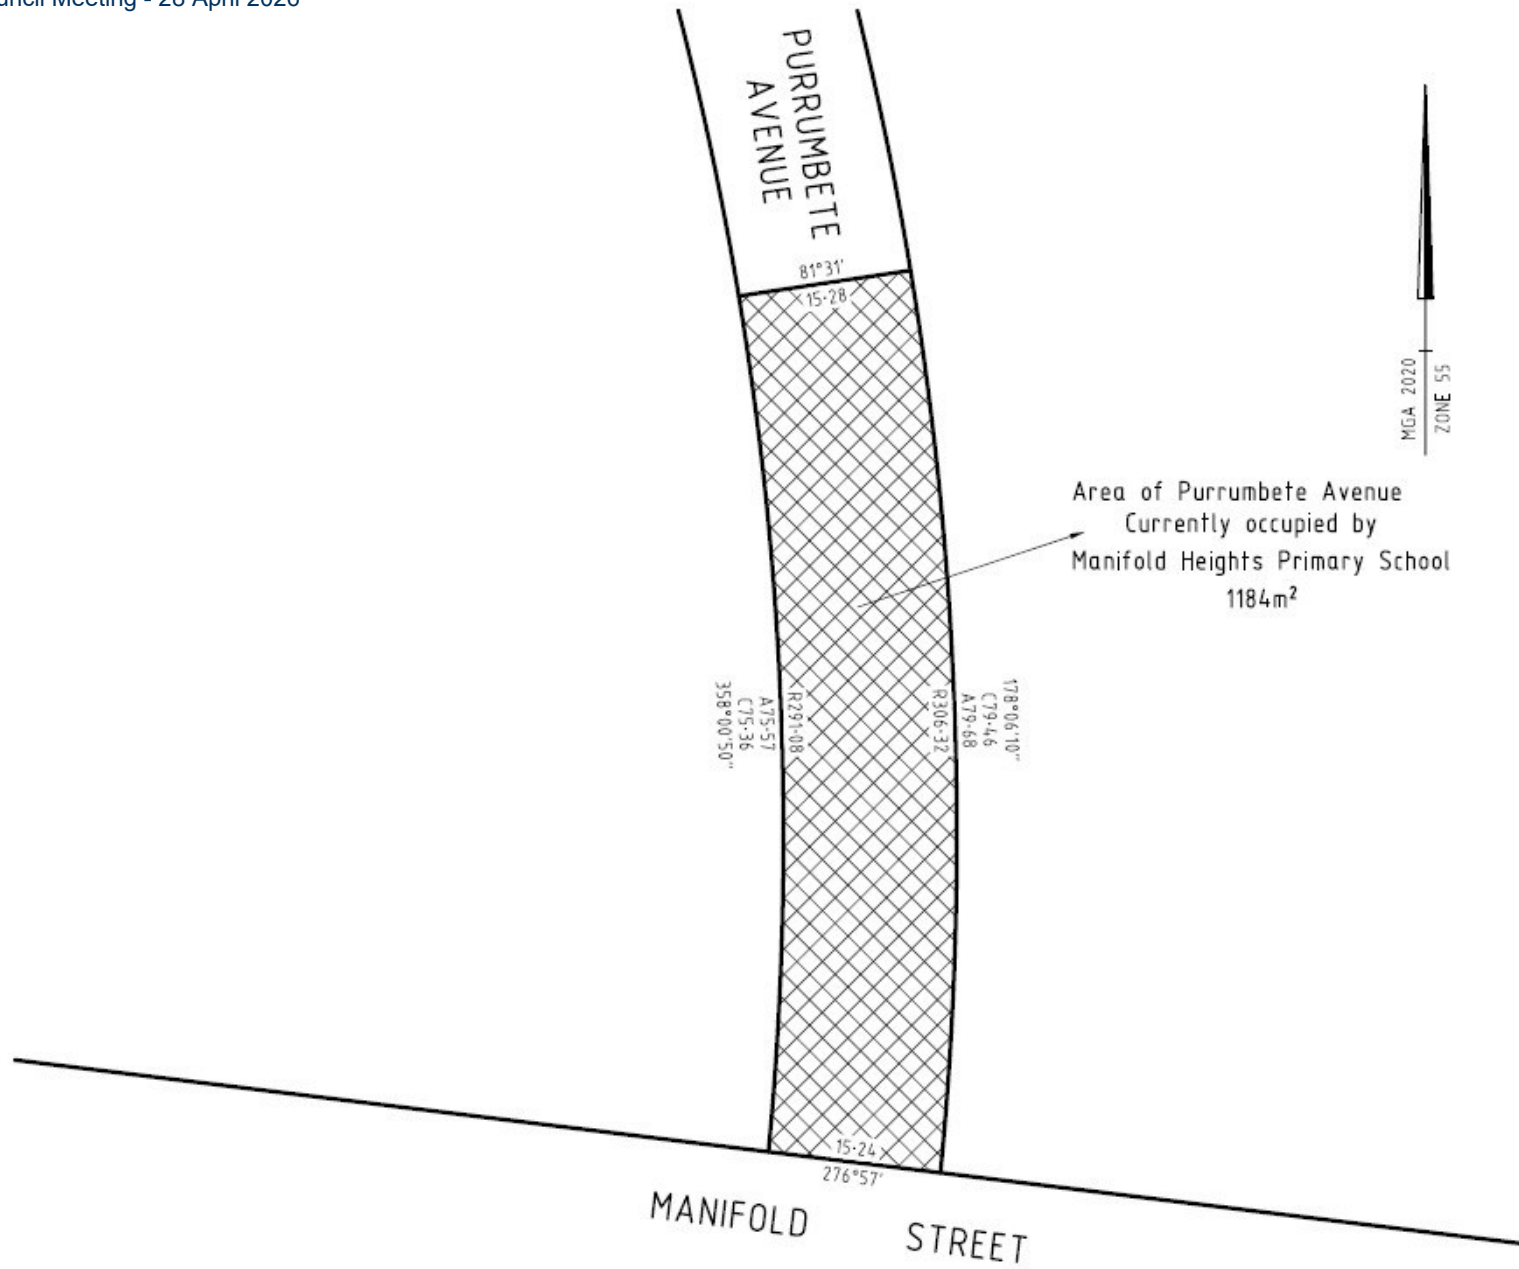 uncil Meeting - 28 April 2026
PURRUMBETE
AVENUE
81°31'
15·28
MGA 2020
ZONE 55
Area of Purrumbete Avenue
Currently occupied by
Manifold Heights Primary School
1184m²
358°00'50"
C75·36
A75·57
R291·08
R306·32
A79·68
C79·46
178°06'10"
15·24
276°57'
MANIFOLD STREET